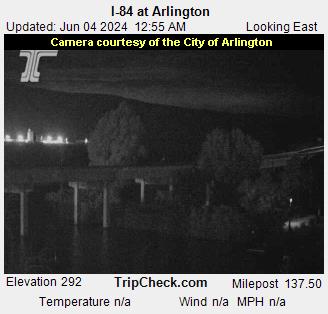 I-84 at Arlington
Updated: Jun 04 2024 12:55 AM Looking East
Camera courtesy of the City of Arlington
Elevation 292 TripCheck.com Milepost 137.50
Temperature n/a Wind n/a MPH n/a